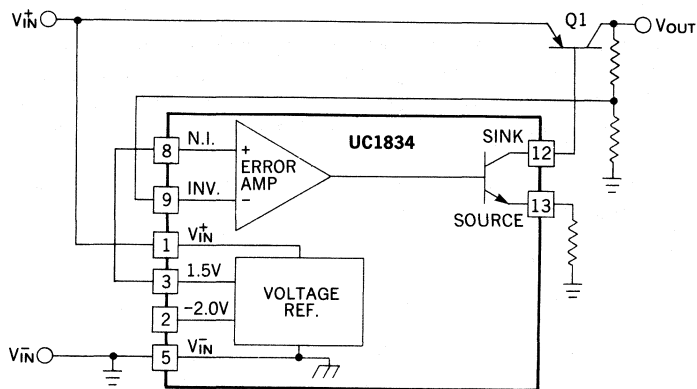 V+IN
Q1
VOUT
UC1834
8
N.I.
+
ERROR
AMP
SINK
12
9
INV.
−
SOURCE
13
1
V+IN
3
1.5V
VOLTAGE
REF.
2
-2.0V
V-IN
5
V-IN